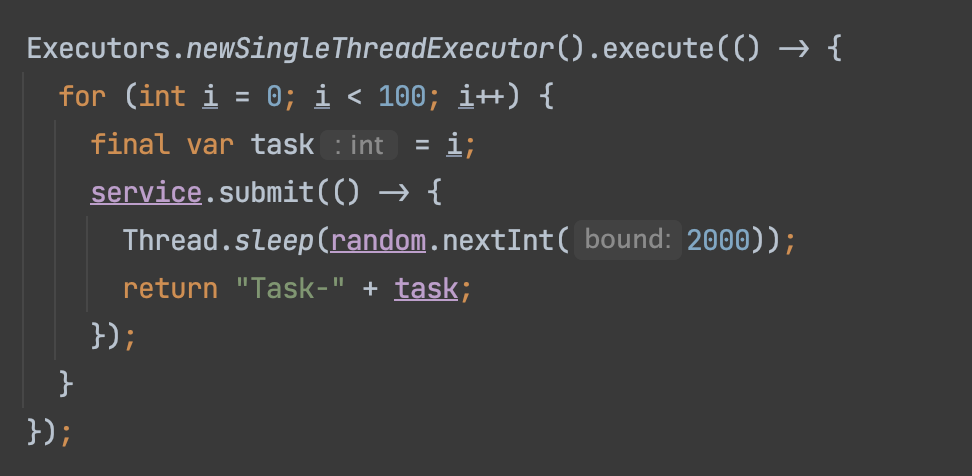 Executors.newSingleThreadExecutor().execute(() -> {
for (int i = 0; i < 100; i++) {
final var task : int = i;
service.submit(() -> {
Thread.sleep(random.nextInt( bound: 2000));
return "Task-" + task;
});
}
});